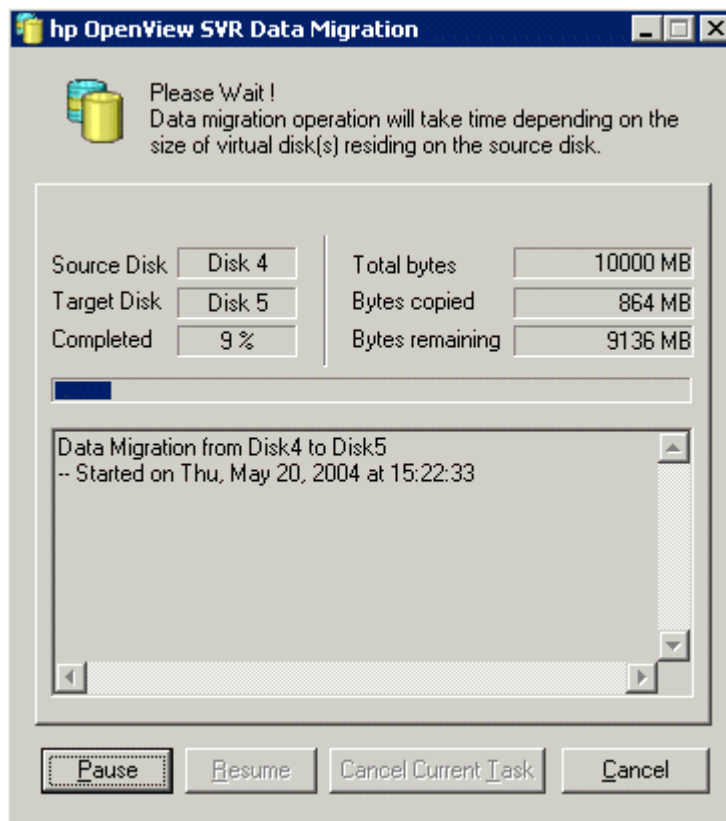 hp OpenView SVR Data Migration
Please Wait !
Data migration operation will take time depending on the
size of virtual disk(s) residing on the source disk.
Source Disk Disk 4 Total bytes 10000 MB
Target Disk Disk 5 Bytes copied 864 MB
Completed 9 % Bytes remaining 9136 MB
Data Migration from Disk4 to Disk5
-- Started on Thu, May 20, 2004 at 15:22:33
Pause Resume Cancel Current Task Cancel